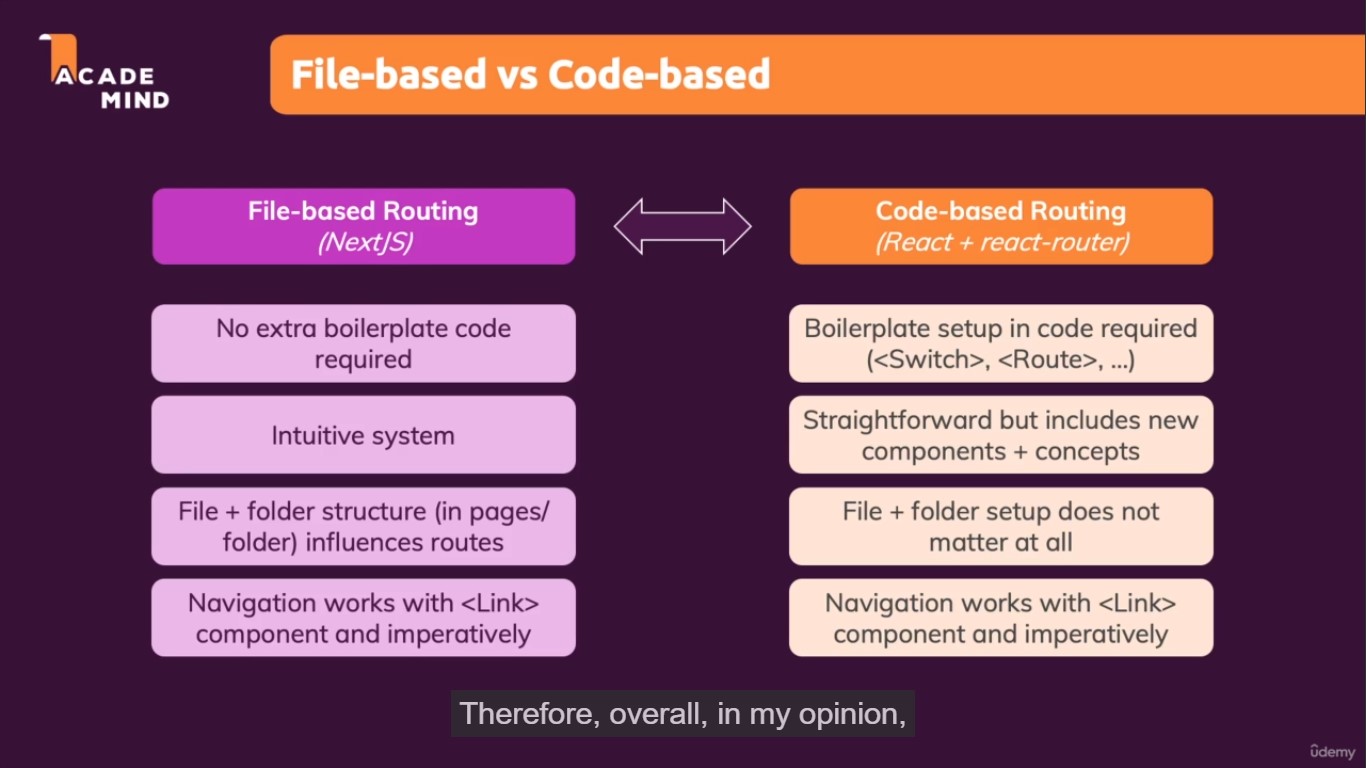 ACADE
MIND
File-based vs Code-based
File-based Routing
(NextJS)
Code-based Routing
(React + react-router)
No extra boilerplate code
required
Boilerplate setup in code required
(<Switch>, <Route>, ...)
Intuitive system
Straightforward but includes new
components + concepts
File + folder structure (in pages/
folder) influences routes
File + folder setup does not
matter at all
Navigation works with <Link>
component and imperatively
Navigation works with <Link>
component and imperatively
Therefore, overall, in my opinion,
ûdemy